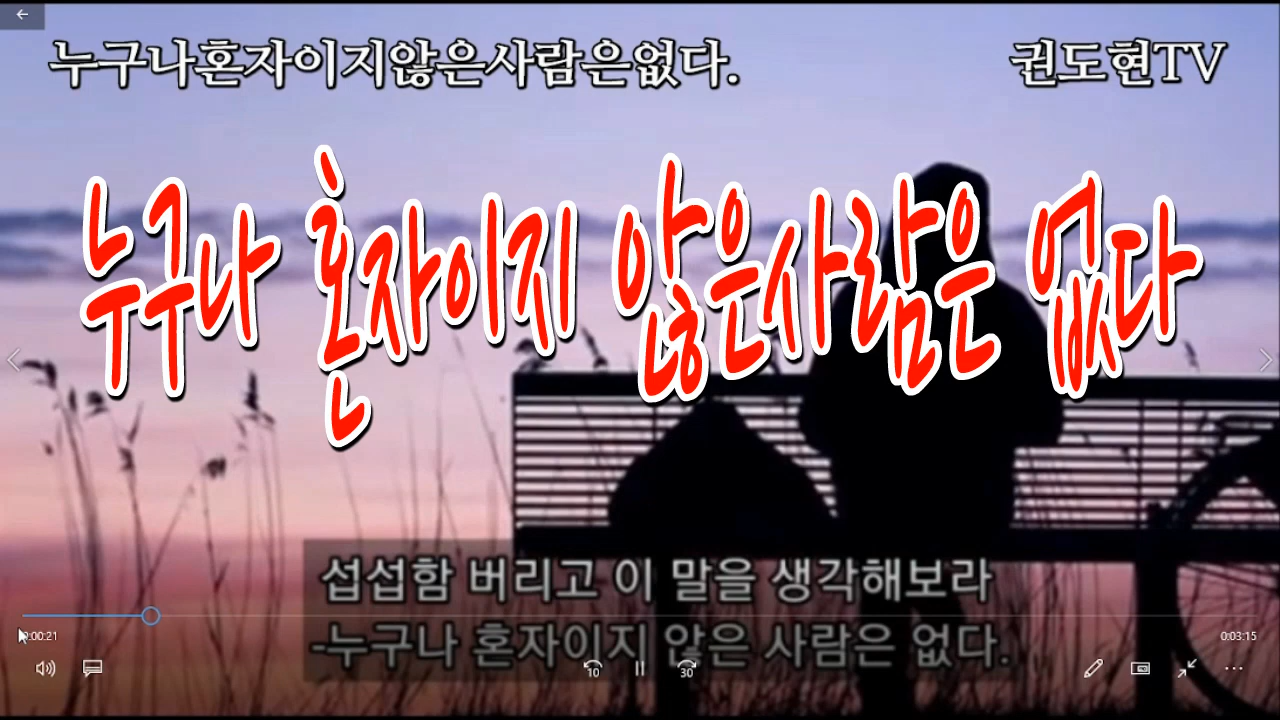 누구나혼자이지않은사람은없다. 권도현TV
누구나 혼자이지 않은사람은 없다
섭섭함 버리고 이 말을 생각해보라
-누구나 혼자이지 않은 사람은 없다.
0:00:21
0:03:15
10
30